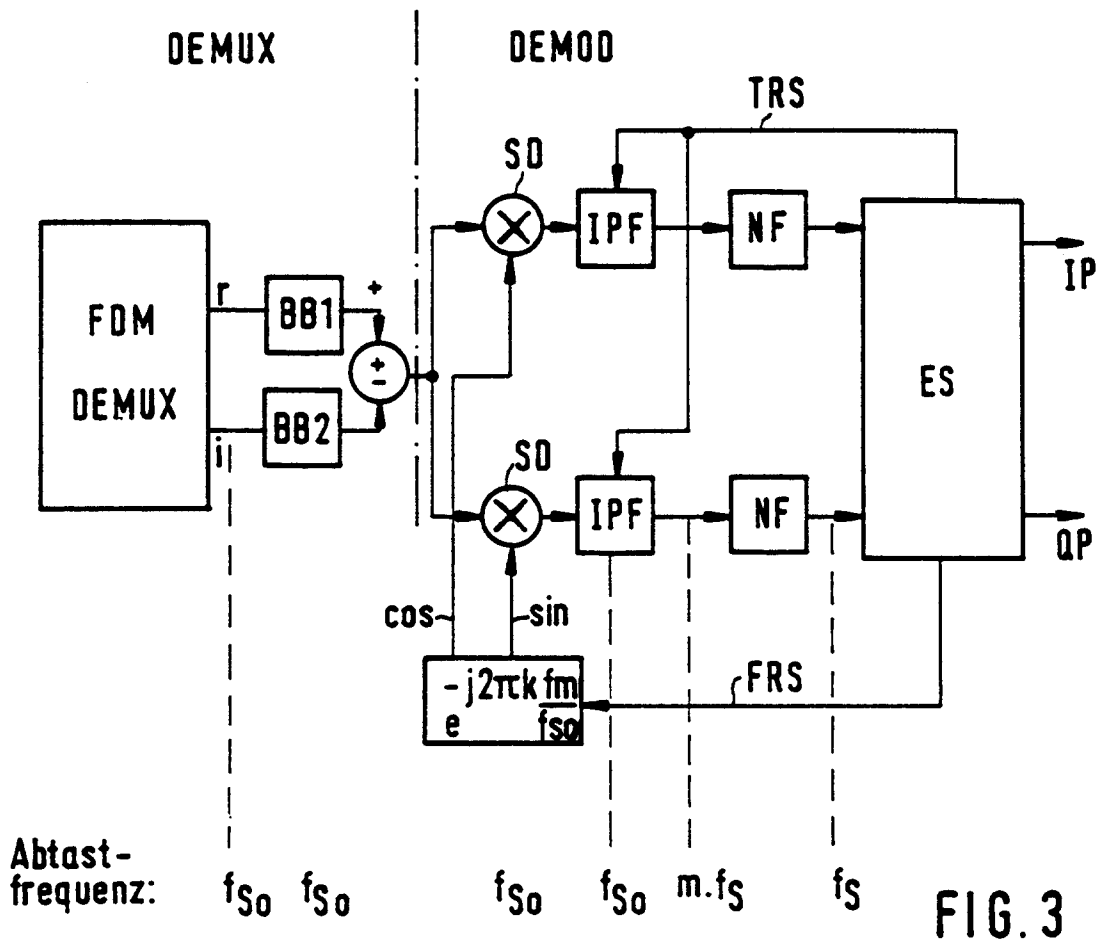 DEMUX
DEMOD
TRS
SD
IPF
NF
IP
r
BB1
+
FDM
DEMUX
+
-
ES
i
BB2
SD
IPF
NF
QP
cos
sin
e -j2πk fm/fso
FRS
Abtast-
frequenz:
fSo
fSo
fSo
fSo
m.fS
fS
FIG.3